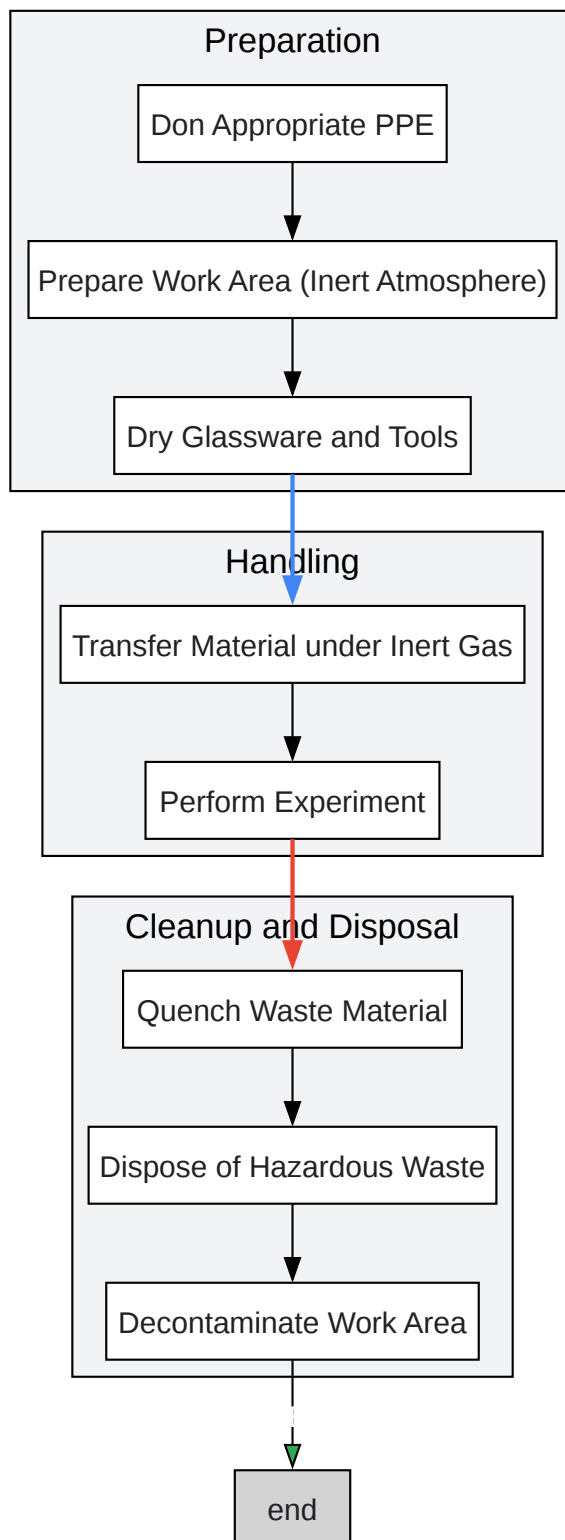 Preparation
Don Appropriate PPE
Prepare Work Area (Inert Atmosphere)
Dry Glassware and Tools
Handling
Transfer Material under Inert Gas
Perform Experiment
Cleanup and Disposal
Quench Waste Material
Dispose of Hazardous Waste
Decontaminate Work Area
end